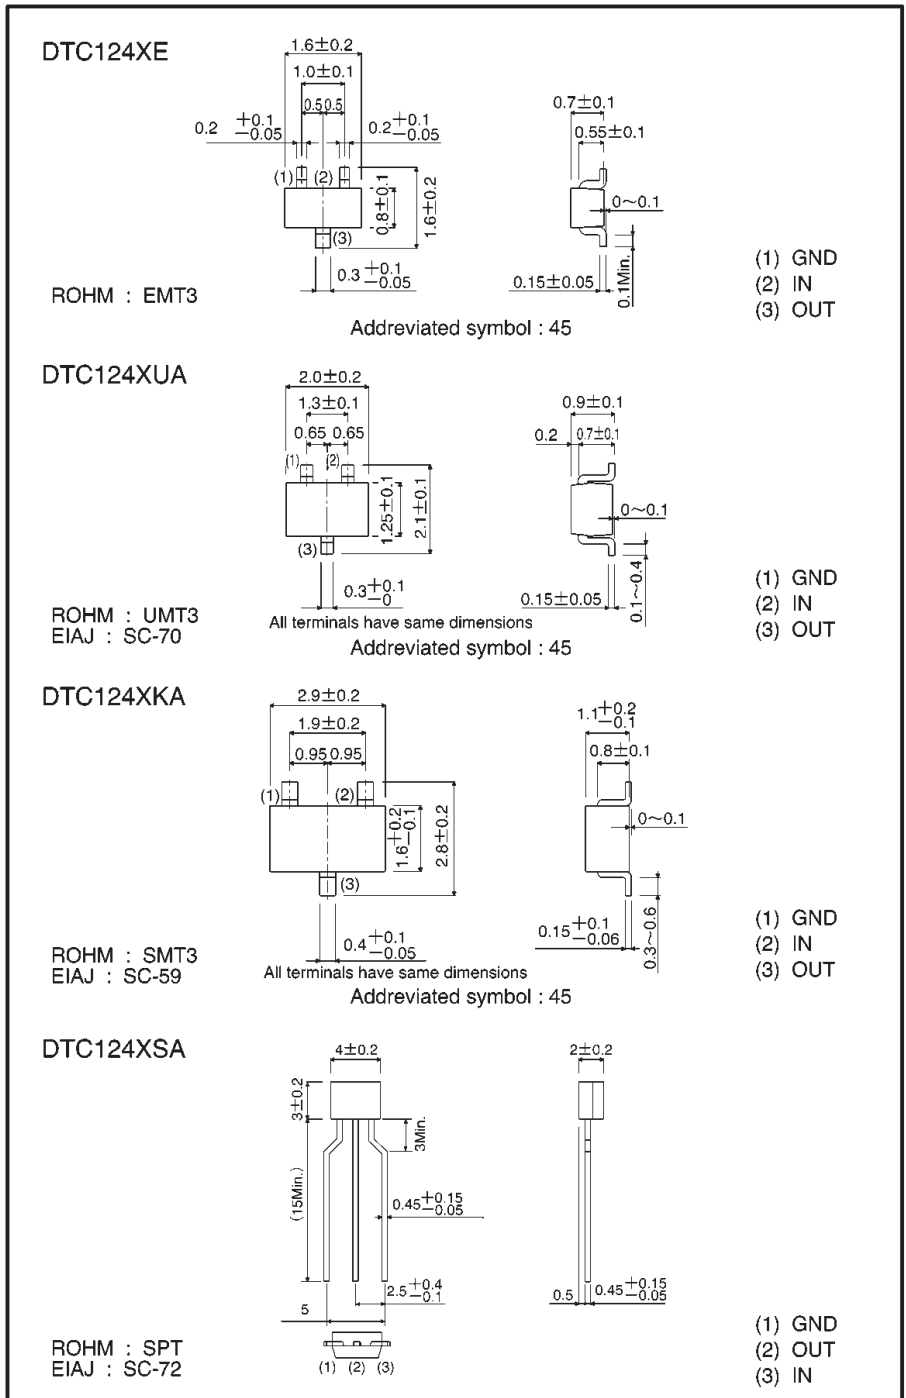 DTC124XE
1.6±0.2
1.0±0.1
0.5 0.5
0.2 +0.1 −0.05
0.2 +0.1 −0.05
(1) (2)
(3)
0.8±0.1
1.6±0.2
0.3 +0.1 −0.05
0.7±0.1
0.55±0.1
0~0.1
0.15±0.05
0.1Min.
ROHM : EMT3
Addreviated symbol : 45
(1) GND
(2) IN
(3) OUT
DTC124XUA
2.0±0.2
1.3±0.1
0.65 0.65
(1) (2)
(3)
1.25±0.1
2.1±0.1
0.3 +0.1 −0
0.9±0.1
0.2 0.7±0.1
0~0.1
0.15±0.05
0.1~0.4
ROHM : UMT3
EIAJ : SC-70
All terminals have same dimensions
Addreviated symbol : 45
(1) GND
(2) IN
(3) OUT
DTC124XKA
2.9±0.2
1.9±0.2
0.95 0.95
(1) (2)
(3)
1.6 +0.2 −0.1
2.8±0.2
0.4 +0.1 −0.05
1.1 +0.2 −0.1
0.8±0.1
0~0.1
0.15 +0.1 −0.06
0.3~0.6
ROHM : SMT3
EIAJ : SC-59
All terminals have same dimensions
Addreviated symbol : 45
(1) GND
(2) IN
(3) OUT
DTC124XSA
4±0.2
3±0.2
3Min.
(15Min.)
0.45 +0.15 −0.05
2.5 +0.4 −0.1
5
(1) (2) (3)
2±0.2
0.5
0.45 +0.15 −0.05
ROHM : SPT
EIAJ : SC-72
(1) GND
(2) OUT
(3) IN